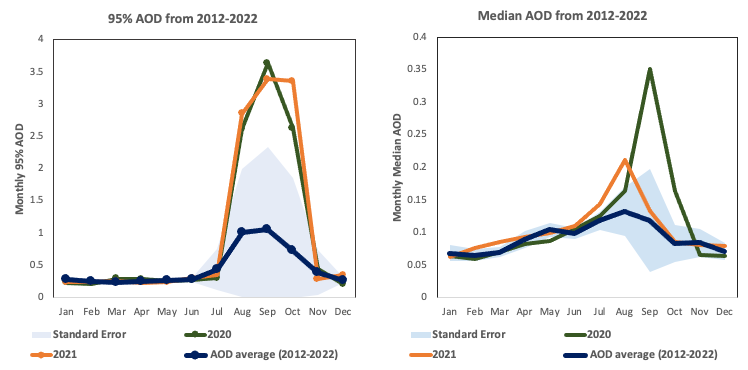 95% AOD from 2012-2022
Monthly 95% AOD
4
3.5
3
2.5
2
1.5
1
0.5
0
Jan Feb Mar Apr May Jun Jul Aug Sep Oct Nov Dec
Standard Error 2020
2021 AOD average (2012-2022)
Median AOD from 2012-2022
Monthly Median AOD
0.4
0.35
0.3
0.25
0.2
0.15
0.1
0.05
0
Jan Feb Mar Apr May Jun Jul Aug Sep Oct Nov Dec
Standard Error 2020
2021 AOD average (2012-2022)